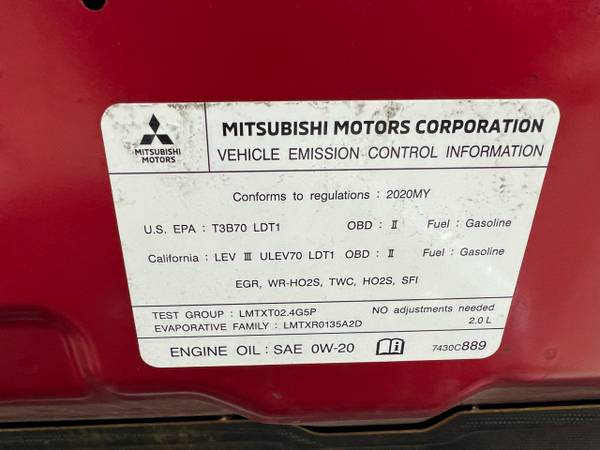 MITSUBISHI MOTORS
MITSUBISHI MOTORS CORPORATION
VEHICLE EMISSION CONTROL INFORMATION
Conforms to regulations : 2020MY
U.S. EPA : T3B70 LDT1 OBD : II Fuel : Gasoline
California : LEV III ULEV70 LDT1 OBD : II Fuel : Gasoline
EGR, WR-HO2S, TWC, HO2S, SFI
TEST GROUP : LMTXT02.4G5P NO adjustments needed
EVAPORATIVE FAMILY : LMTXR0135A2D 2.0 L
ENGINE OIL : SAE 0W-20 7430C889